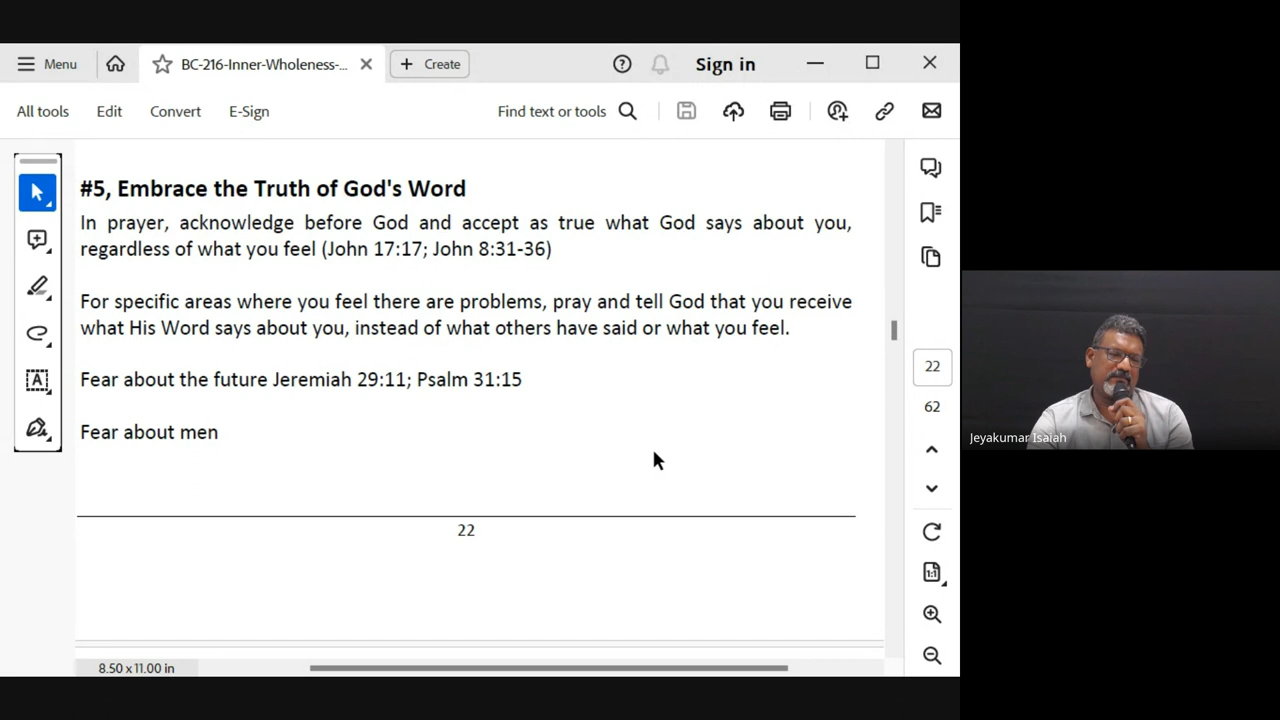 Menu
BC-216-Inner-Wholeness-...
Create
Sign in
All tools
Edit
Convert
E-Sign
Find text or tools
#5, Embrace the Truth of God's Word
In prayer, acknowledge before God and accept as true what God says about you,
regardless of what you feel (John 17:17; John 8:31-36)
For specific areas where you feel there are problems, pray and tell God that you receive
what His Word says about you, instead of what others have said or what you feel.
Fear about the future Jeremiah 29:11; Psalm 31:15
Fear about men
22
8.50 x 11.00 in
22
62
1:1
Jeyakumar Isaiah